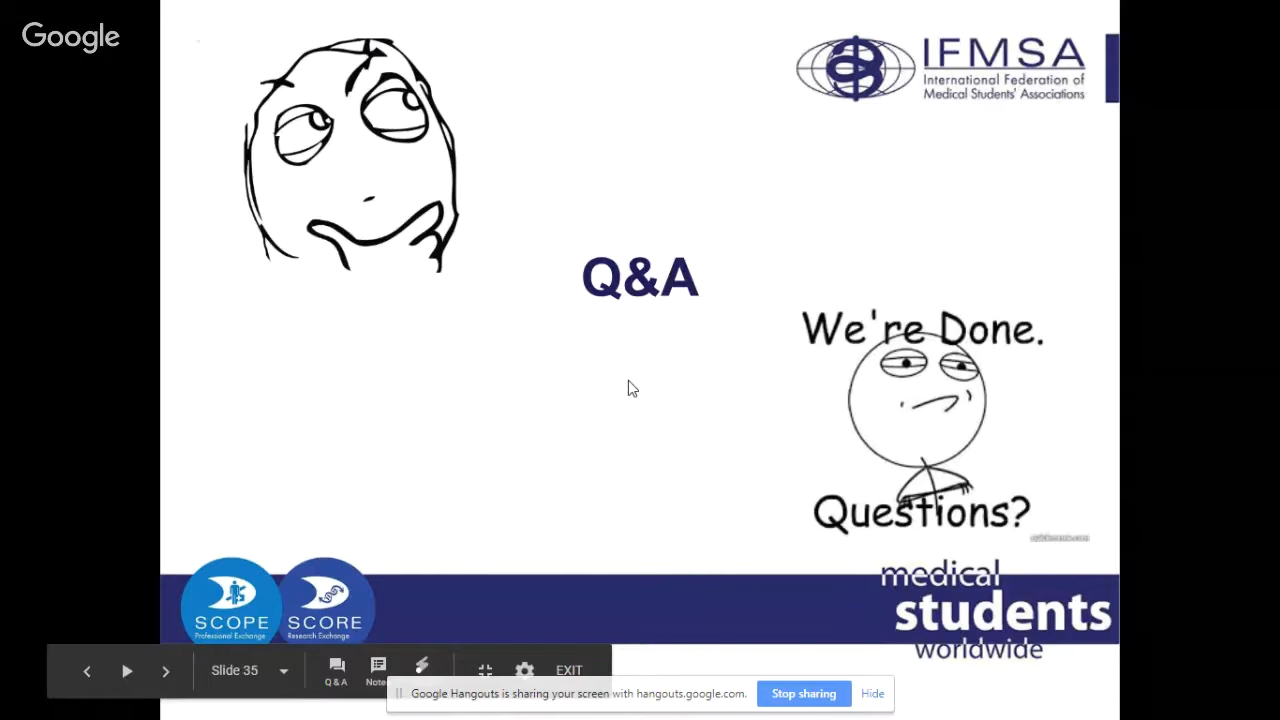 Google
IFMSA
International Federation of
Medical Students' Associations
Q&A
We're Done.
Questions?
SCOPE
Professional Exchange
SCORE
Research Exchange
medical
students
worldwide
Slide 35
Q & A
Notes
EXIT
Google Hangouts is sharing your screen with hangouts.google.com.
Stop sharing
Hide